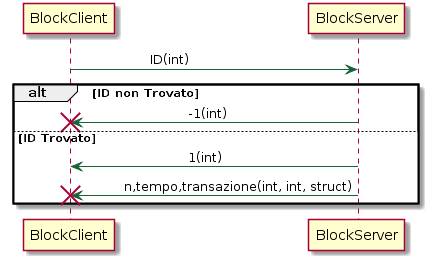 BlockClient
BlockServer
ID(int)
alt
[ID non Trovato]
-1(int)
[ID Trovato]
1(int)
n,tempo,transazione(int, int, struct)
BlockClient
BlockServer